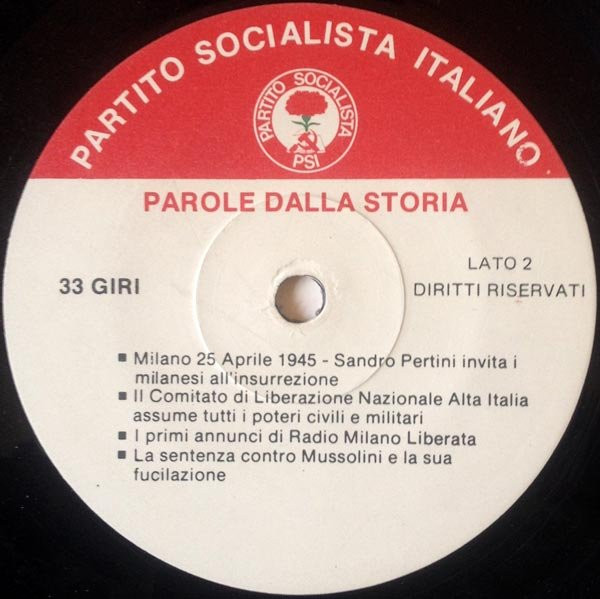 PARTITO SOCIALISTA ITALIANO
PARTITO SOCIALISTA
PSI
PAROLE DALLA STORIA
33 GIRI
LATO 2
DIRITTI RISERVATI
■ Milano 25 Aprile 1945 - Sandro Pertini invita i
milanesi all'insurrezione
■ Il Comitato di Liberazione Nazionale Alta Italia
assume tutti i poteri civili e militari
■ I primi annunci di Radio Milano Liberata
■ La sentenza contro Mussolini e la sua
fucilazione